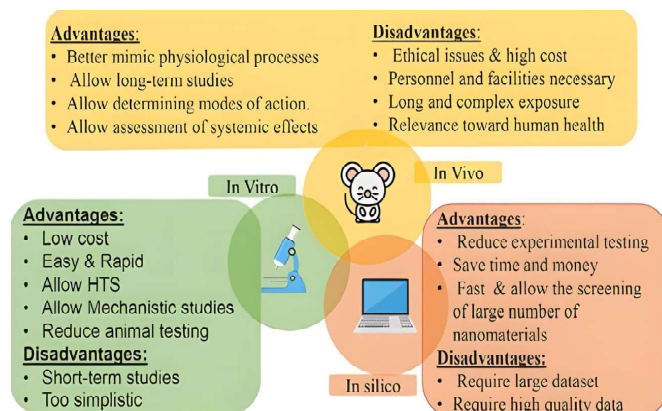 Advantages:
• Better mimic physiological processes
• Allow long-term studies
• Allow determining modes of action.
• Allow assessment of systemic effects
Disadvantages:
• Ethical issues & high cost
• Personnel and facilities necessary
• Long and complex exposure
• Relevance toward human health
In Vitro
In Vivo
Advantages:
• Low cost
• Easy & Rapid
• Allow HTS
• Allow Mechanistic studies
• Reduce animal testing
Disadvantages:
• Short-term studies
• Too simplistic
Advantages:
• Reduce experimental testing
• Save time and money
• Fast & allow the screening
of large number of
nanomaterials
Disadvantages:
• Require large dataset
• Require high quality data
In silico